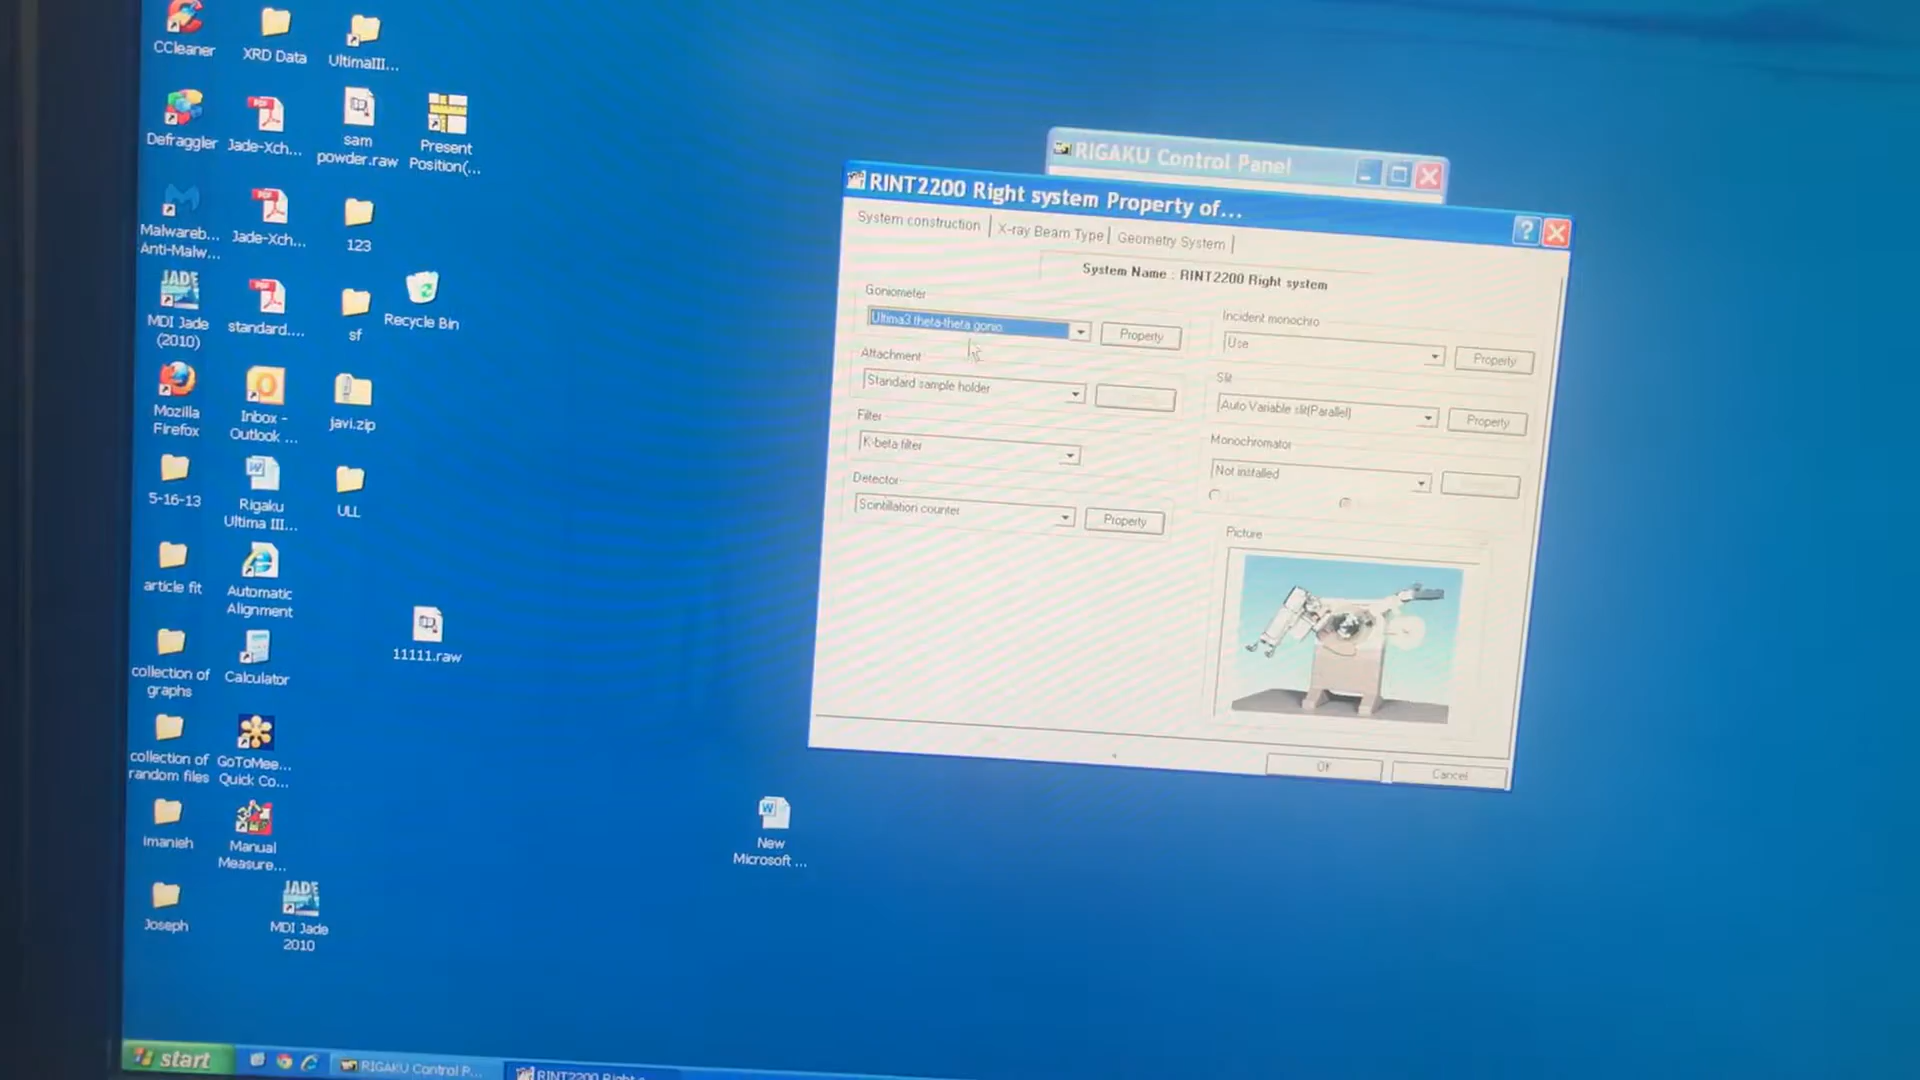 CCleaner
XRD Data
UltimaIII...
Defraggler
Jade-Xch...
sam
powder.raw
Present
Position(...
Malwareb...
Anti-Malw...
Jade-Xch...
123
JADE
MDI Jade
(2010)
standard....
sf
Recycle Bin
Mozilla
Firefox
Inbox -
Outlook ...
javi.zip
5-16-13
Rigaku
Ultima III...
ULL
article fit
Automatic
Alignment
11111.raw
collection of
graphs
Calculator
collection of
random files
GoToMee...
Quick Co...
imanieh
Manual
Measure...
Joseph
JADE
MDI Jade
2010
New
Microsoft ...
RIGAKU Control Panel
RINT2200 Right system Property of...
System construction
X-ray Beam Type
Geometry System
System Name : RINT2200 Right system
Goniometer
Ultima3 theta-theta gonio
Property
Attachment
Standard sample holder
Filter
K-beta filter
Detector
Scintillation counter
Property
Incident monochro
Use
Property
Slit
Auto Variable slit(Parallel)
Property
Monochromator
Not installed
Picture
OK
Cancel
start
RIGAKU Control P...
RINT2200 Right s